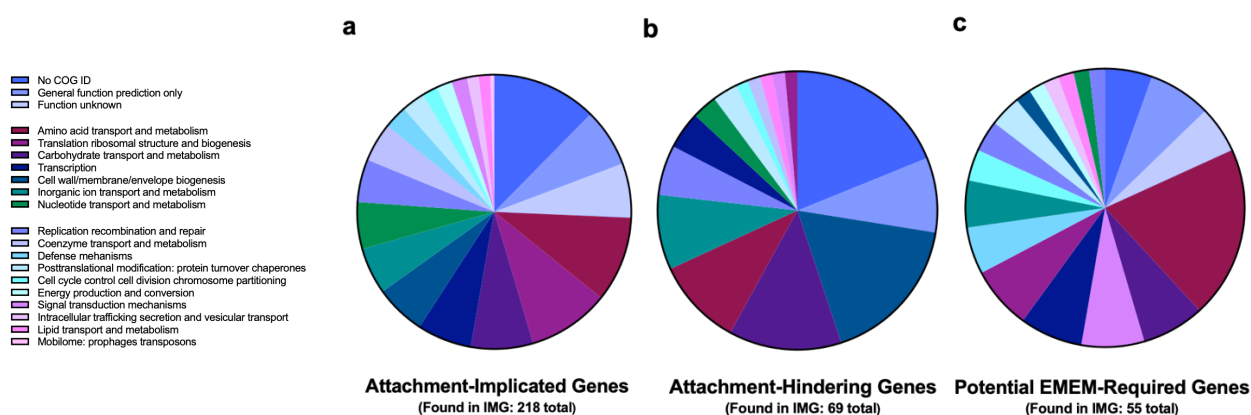 a
b
c
No COG ID
General function prediction only
Function unknown
Amino acid transport and metabolism
Translation ribosomal structure and biogenesis
Carbohydrate transport and metabolism
Transcription
Cell wall/membrane/envelope biogenesis
Inorganic ion transport and metabolism
Nucleotide transport and metabolism
Replication recombination and repair
Coenzyme transport and metabolism
Defense mehanisms
Posttranslational modification: protein turnover chaperones
Cell cycle control cell division chromosome partitioning
Energy production and conversion
Signal transduction mechanisms
Intracellular trafficking secretion and vesicular transport
Lipid transport and metabolism
Mobilome: prophages transposons
Attachment-Implicated Genes
(Found in IMG: 218 total)
Attachment-Hindering Genes
(Found in IMG: 69 total)
Potential EMEM-Required Genes
(Found in IMG: 55 total)